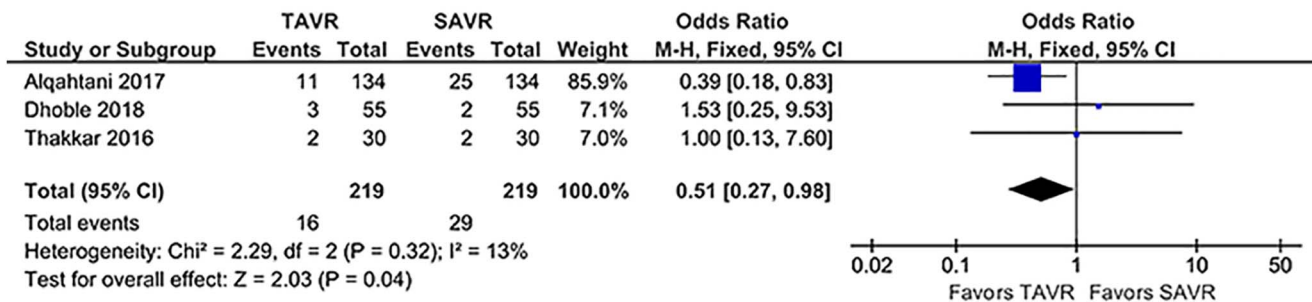 TAVR SAVR Odds Ratio Odds Ratio
Study or Subgroup Events Total Events Total Weight M-H, Fixed, 95% CI M-H, Fixed, 95% CI
Alqahtani 2017 11 134 25 134 85.9% 0.39 [0.18, 0.83]
Dhoble 2018 3 55 2 55 7.1% 1.53 [0.25, 9.53]
Thakkar 2016 2 30 2 30 7.0% 1.00 [0.13, 7.60]
Total (95% CI) 219 219 100.0% 0.51 [0.27, 0.98]
Total events 16 29
Heterogeneity: Chi² = 2.29, df = 2 (P = 0.32); I² = 13%
Test for overall effect: Z = 2.03 (P = 0.04)
0.02 0.1 1 10 50
Favors TAVR Favors SAVR